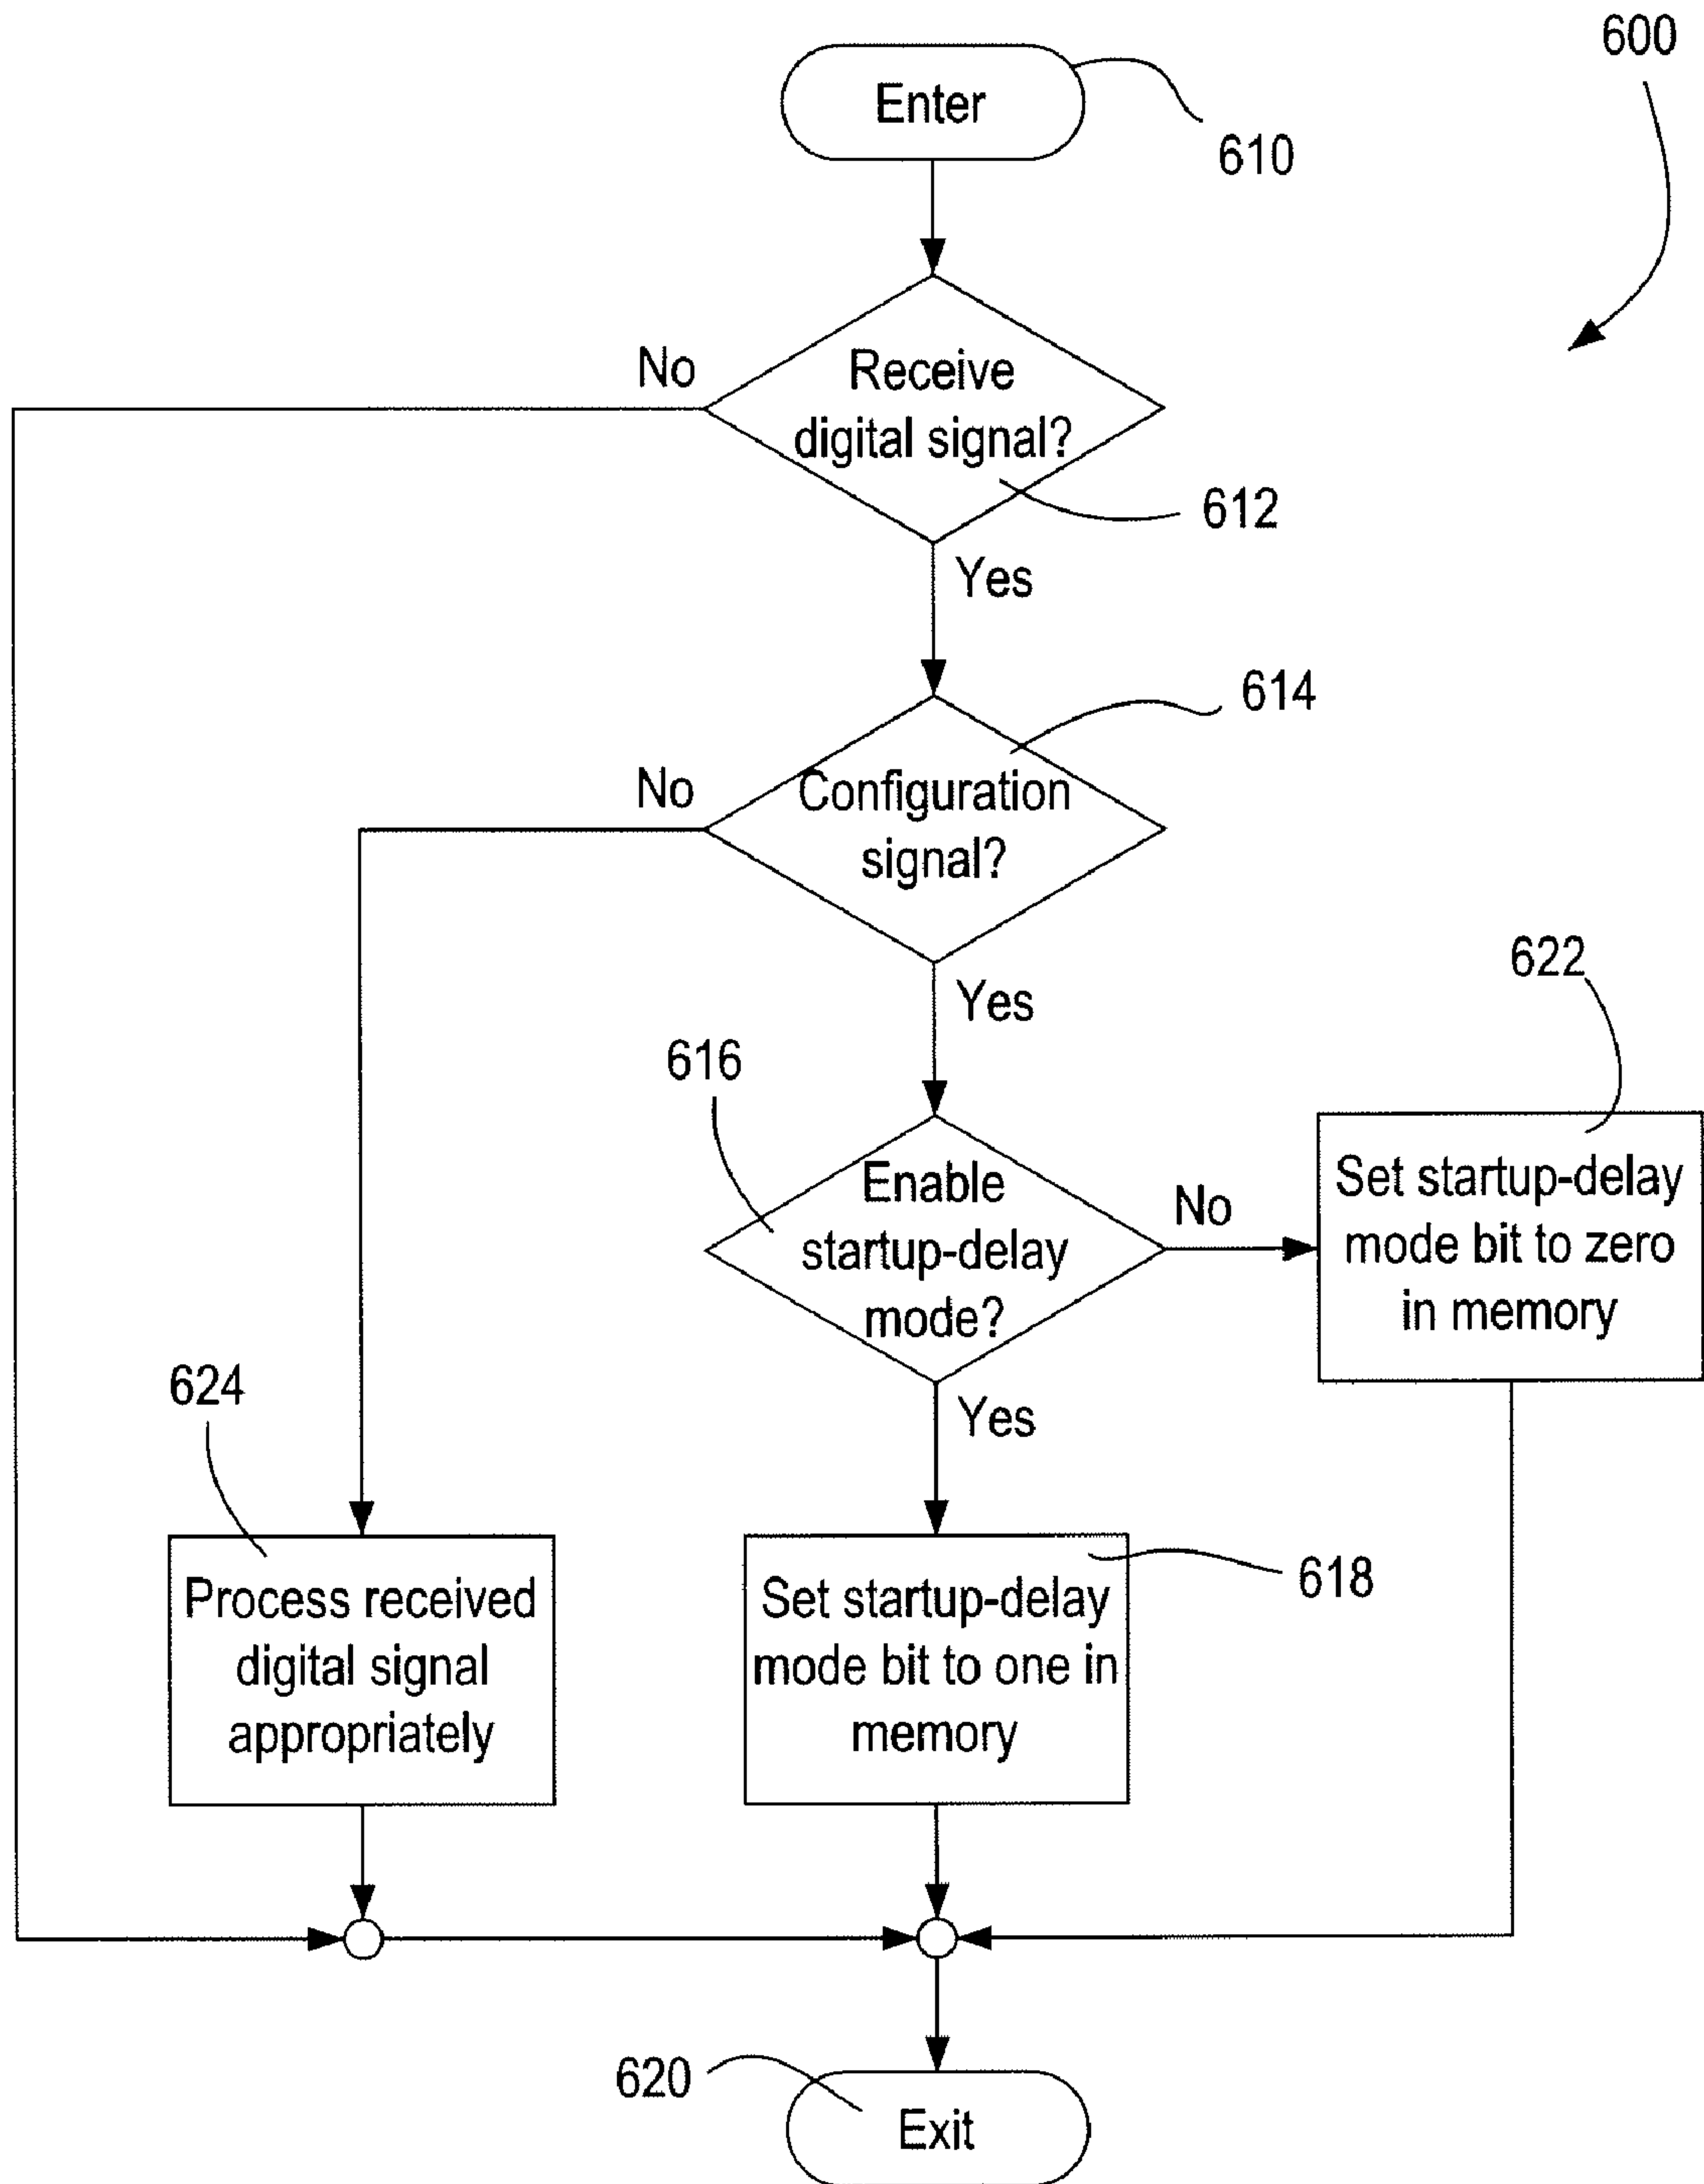 600
Enter
610
No
Receive
digital signal?
612
Yes
614
No
Configuration
signal?
Yes
622
616
Enable
startup-delay
mode?
No
Set startup-delay
mode bit to zero
in memory
624
Yes
Process received
digital signal
appropriately
Set startup-delay
mode bit to one in
memory
618
620
Exit